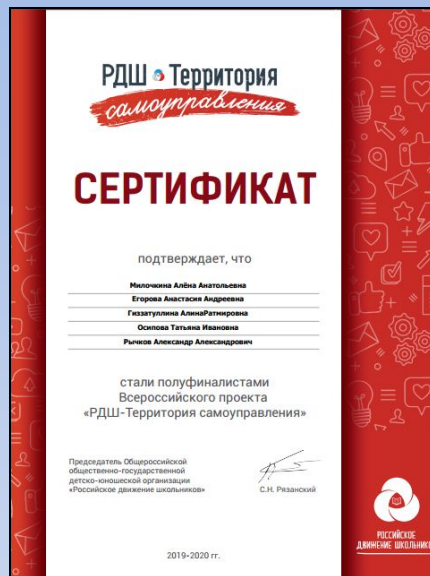 РДШ Территория
самоуправления
СЕРТИФИКАТ
подтверждает, что
Милочкина Алёна Анатольевна
Егорова Анастасия Андреевна
Гиззатуллина АлинаРатмировна
Осипова Татьяна Ивановна
Рычков Александр Александрович
стали полуфиналистами
Всероссийского проекта
«РДШ-Территория самоуправления»
Председатель Общероссийской
общественно-государственной
детско-юношеской организации
«Российское движение школьников»
С.Н. Рязанский
РОССИЙСКОЕ
ДВИЖЕНИЕ ШКОЛЬНИКО
2019-2020 гг.